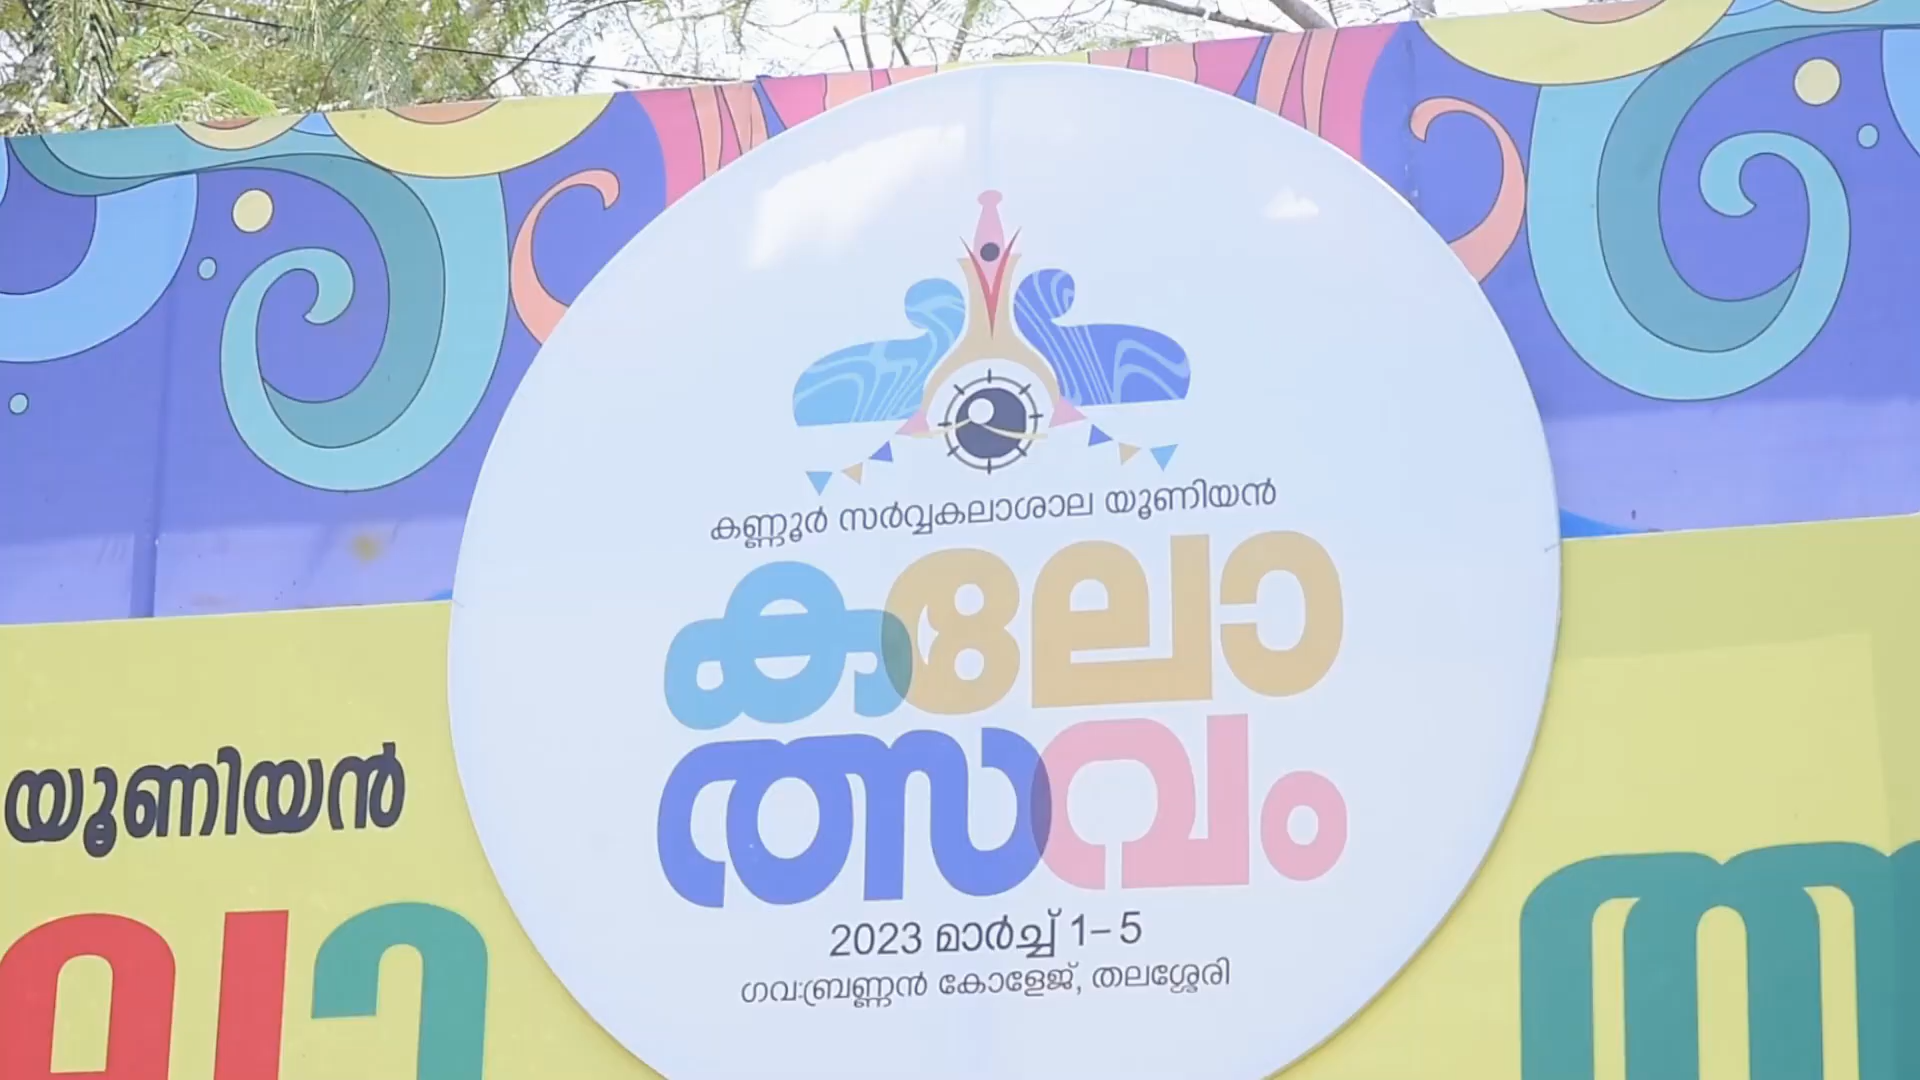 കണ്ണൂർ സർവ്വകലാശാല യൂണിയൻ
കലോ
ത്സവം
2023 മാർച്ച് 1-5
ഗവ:ബ്രണ്ണൻ കോളേജ്, തലശ്ശേരി
യൂണിയൻ